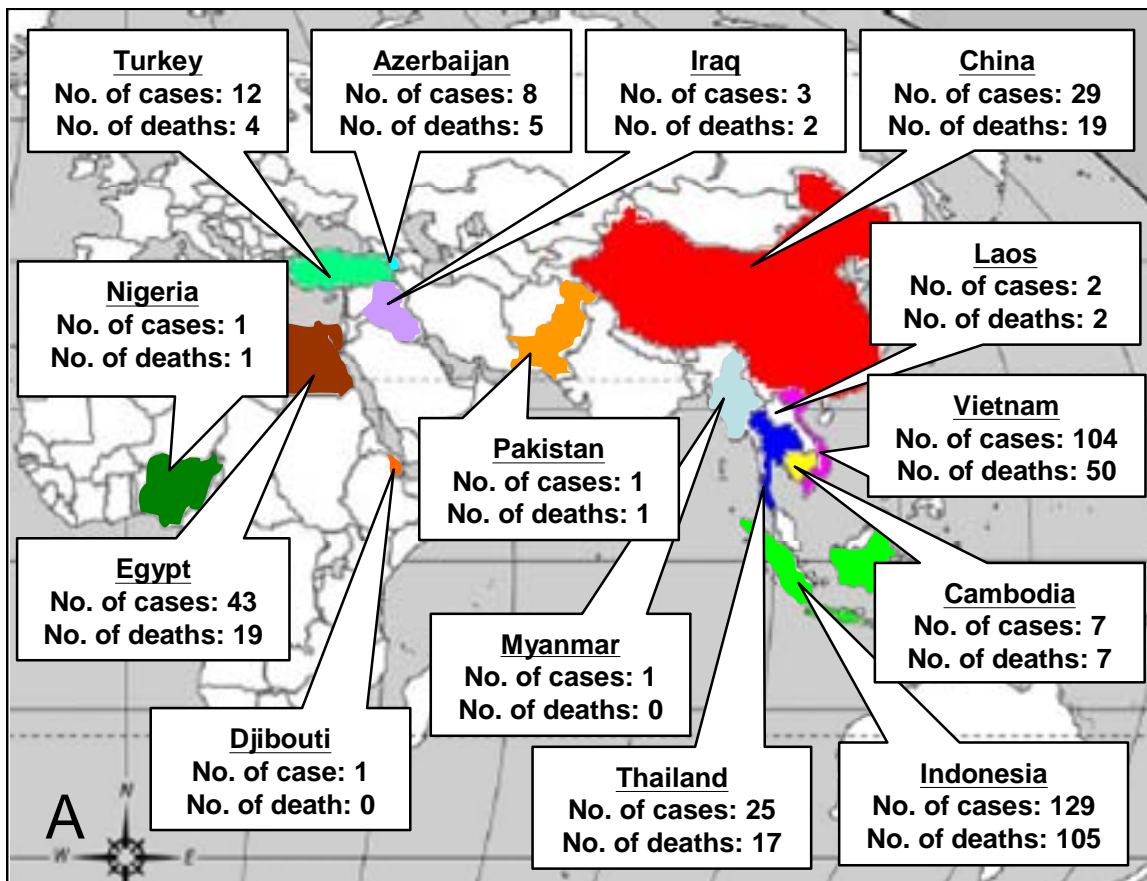 Turkey
No. of cases: 12
No. of deaths: 4
Azerbaijan
No. of cases: 8
No. of deaths: 5
Iraq
No. of cases: 3
No. of deaths: 2
China
No. of cases: 29
No. of deaths: 19
Nigeria
No. of cases: 1
No. of deaths: 1
Laos
No. of cases: 2
No. of deaths: 2
Pakistan
No. of cases: 1
No. of deaths: 1
Vietnam
No. of cases: 104
No. of deaths: 50
Egypt
No. of cases: 43
No. of deaths: 19
Cambodia
No. of cases: 7
No. of deaths: 7
Myanmar
No. of cases: 1
No. of deaths: 0
Djibouti
No. of case: 1
No. of death: 0
Thailand
No. of cases: 25
No. of deaths: 17
Indonesia
No. of cases: 129
No. of deaths: 105
A
N
W E